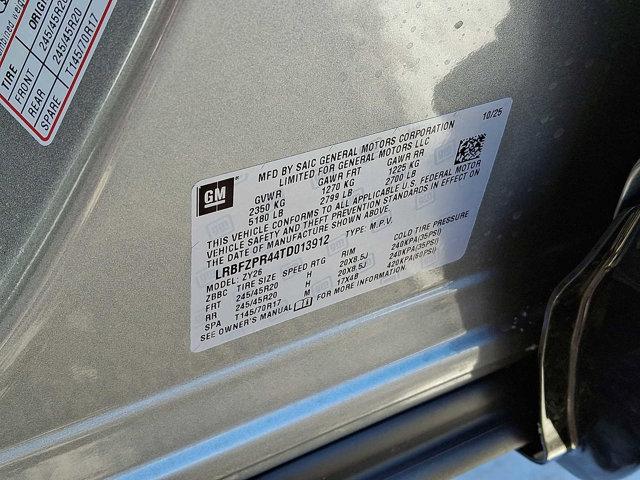 TIRE ORIGI
FRONT 245/45R20
REAR 245/45R20
SPARE T145/70R17
GM
MFD BY SAIC GENERAL MOTORS CORPORATION 10/25
LIMITED FOR GENERAL MOTORS LLC
GVWR GAWR FRT GAWR RR
2350 KG 1270 KG 1225 KG
5180 LB 2799 LB 2700 LB
THIS VEHICLE CONFORMS TO ALL APPLICABLE U.S. FEDERAL MOTOR
VEHICLE SAFETY AND THEFT PREVENTION STANDARDS IN EFFECT ON
THE DATE OF MANUFACTURE SHOWN ABOVE.
LRBFZPR44TD013912 TYPE: M.P.V.
MODEL: ZY26
ZBBC TIRE SIZE SPEED RTG RIM COLD TIRE PRESSURE
FRT 245/45R20 H 20X8.5J 240KPA(35PSI)
RR 245/45R20 H 20X8.5J 240KPA(35PSI)
SPA T145/70R17 M 17X4B 420KPA(60PSI)
SEE OWNER'S MANUAL FOR MORE INFORMATION.